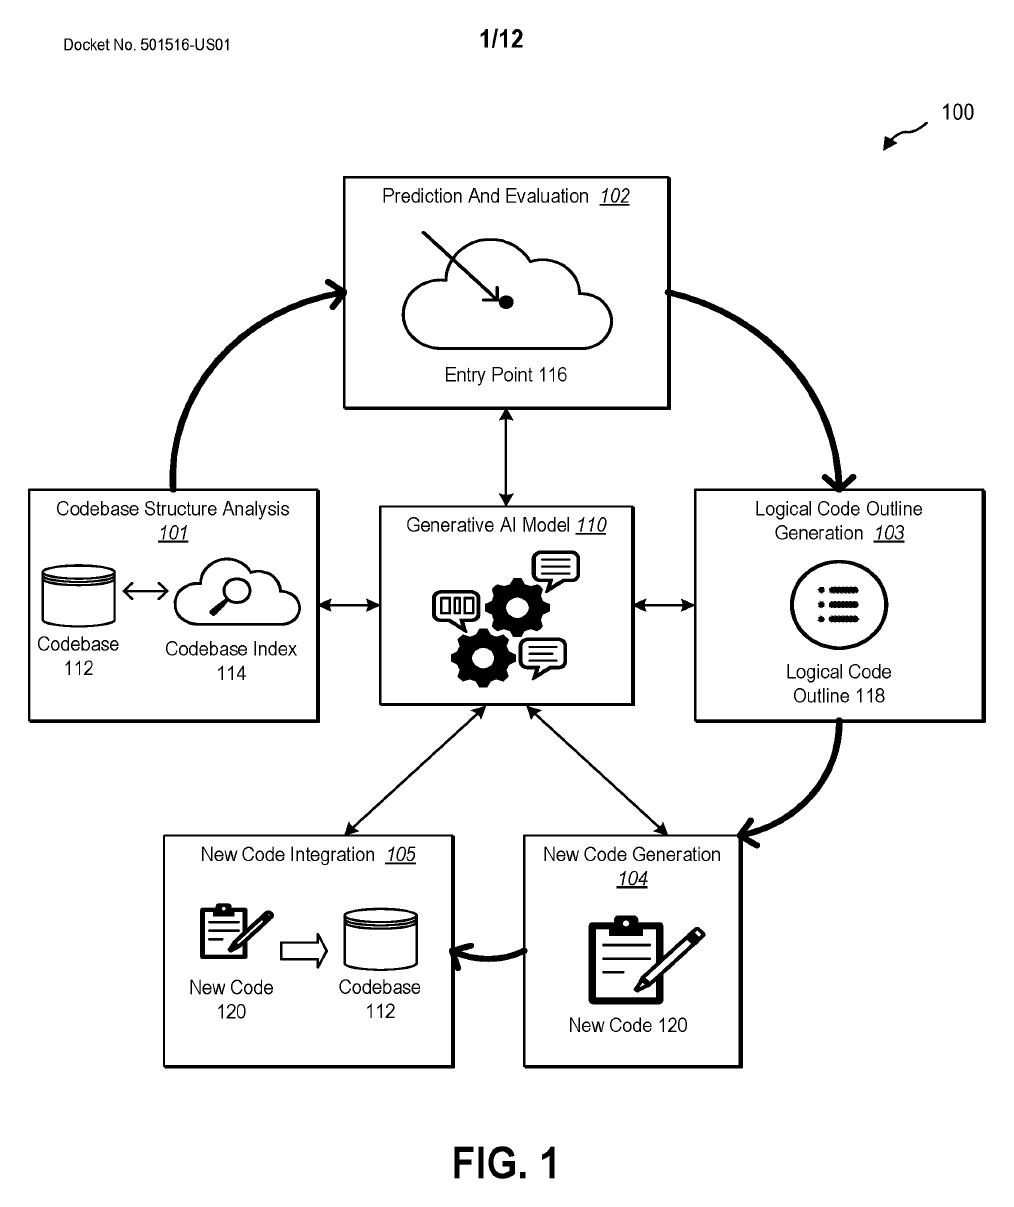 Docket No. 501516-US01
1/12
100
Prediction And Evaluation 102
Entry Point 116
Codebase Structure Analysis
101
Codebase
112
Codebase Index
114
Generative AI Model 110
Logical Code Outline
Generation 103
Logical Code
Outline 118
New Code Integration 105
New Code
120
Codebase
112
New Code Generation
104
New Code 120
FIG. 1